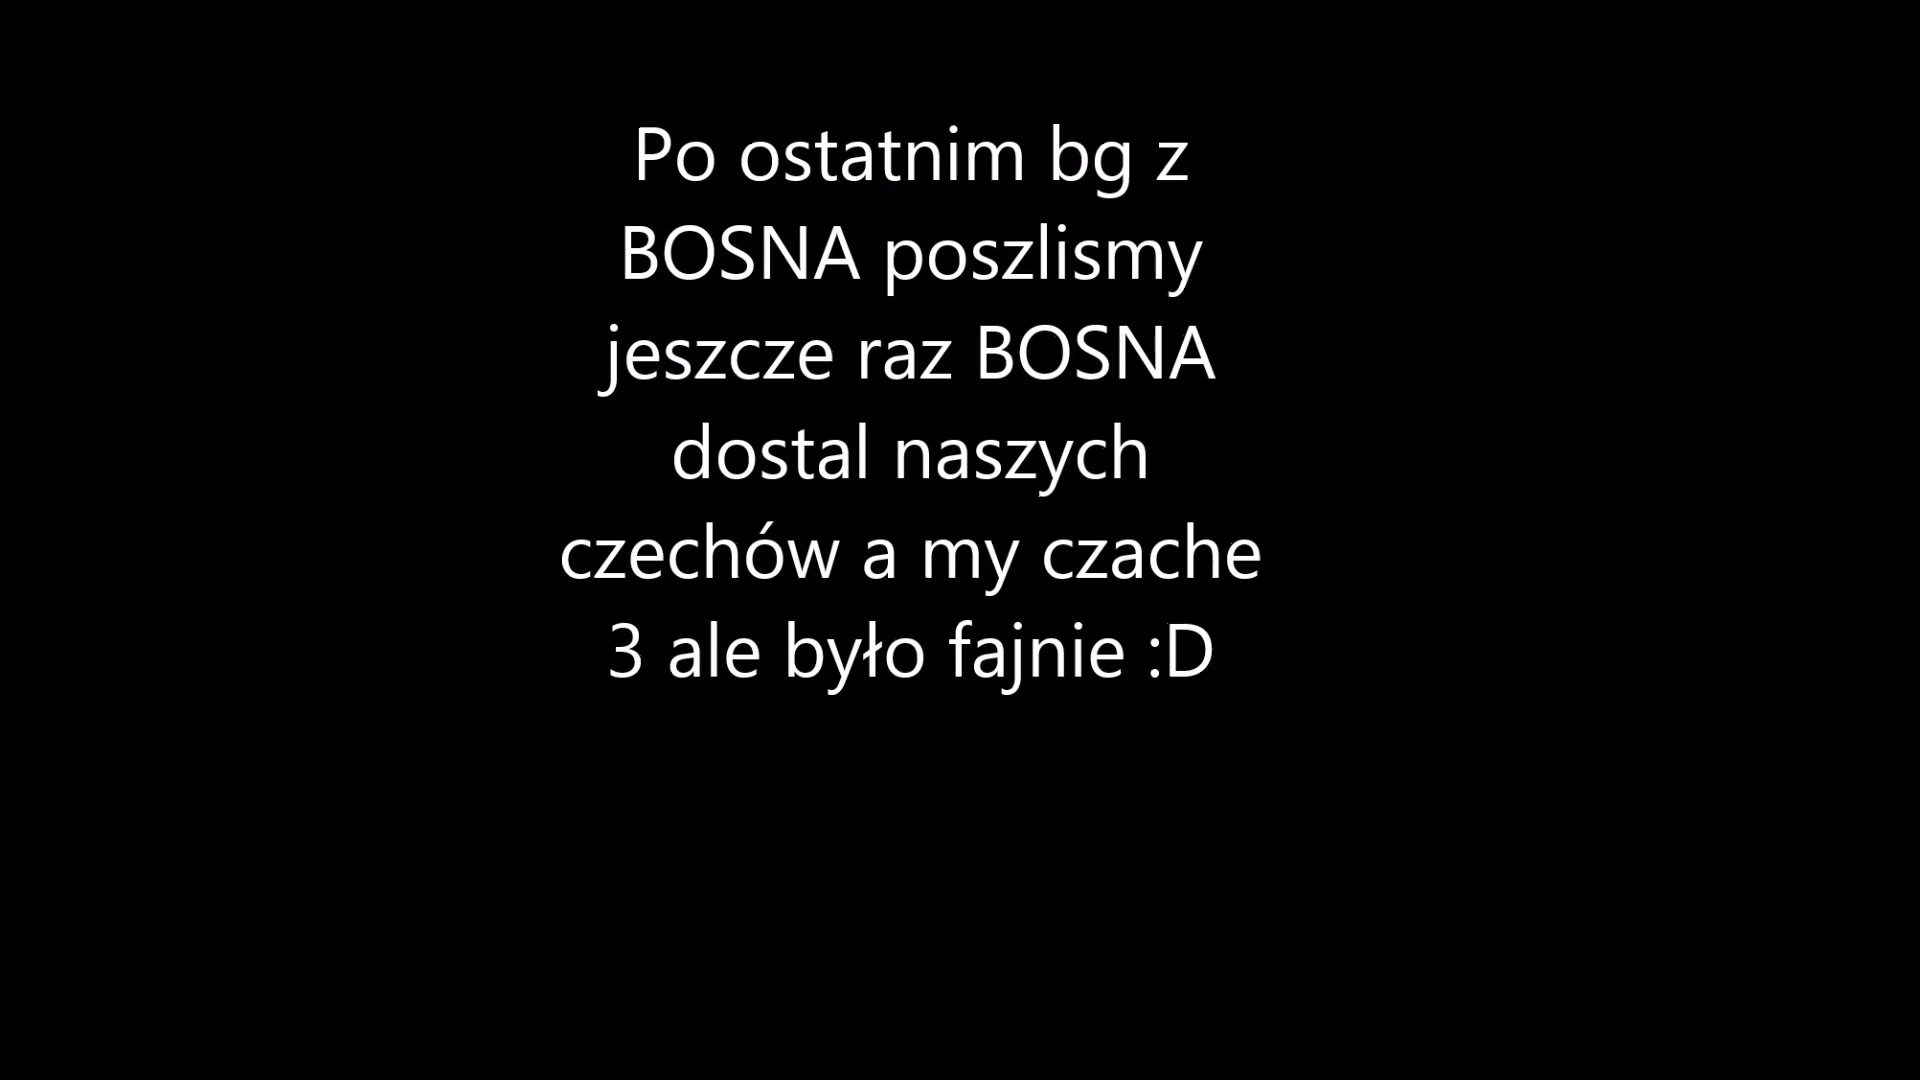 Po ostatnim bg z
BOSNA poszlismy
jeszcze raz BOSNA
dostal naszych
czechów a my czache
3 ale było fajnie :D